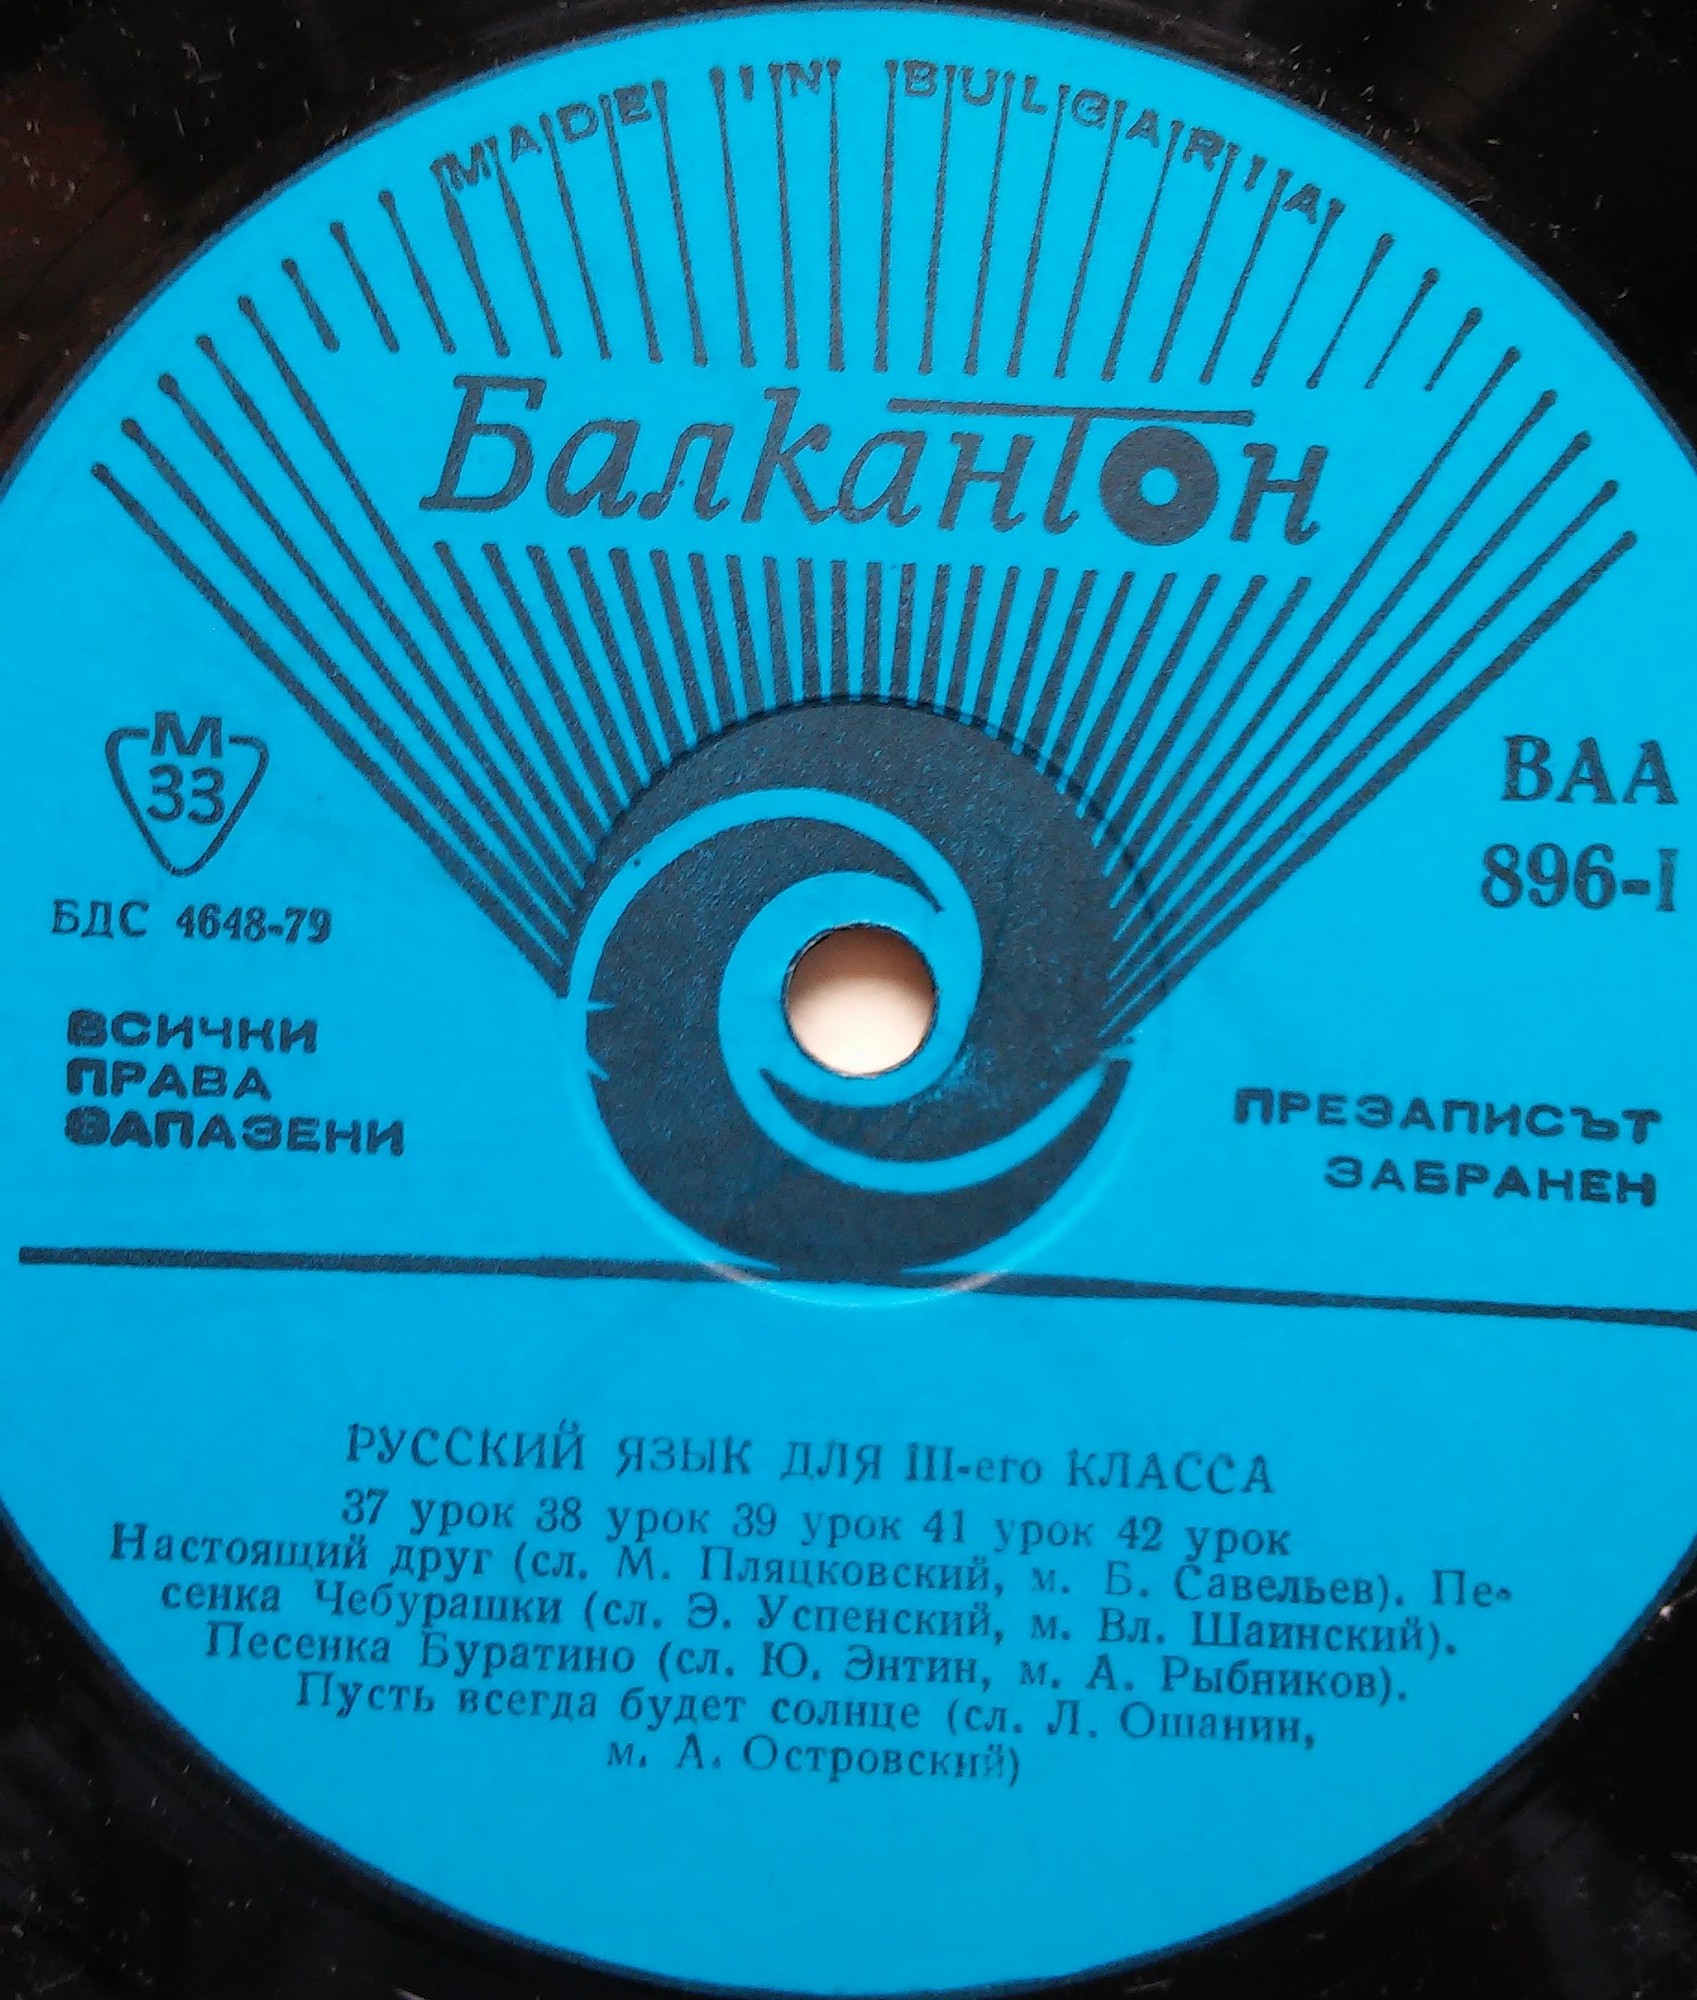 MADE IN BULGARIA
Балкантон
М
33
БДС 4648-79
ВАА
896-I
ВСИЧКИ
ПРАВА
ЗАПАЗЕНИ
ПРЕЗАПИСЪТ
ЗАБРАНЕН
РУССКИЙ ЯЗЫК ДЛЯ III-его КЛАССА
37 урок 38 урок 39 урок 41 урок 42 урок
Настоящий друг (сл. М. Пляцковский, м. Б. Савельев). Пе-
сенка Чебурашки (сл. Э. Успенский, м. Вл. Шаинский).
Песенка Буратино (сл. Ю. Энтин, м. А. Рыбников).
Пусть всегда будет солнце (сл. Л. Ошанин,
м. А. Островский)